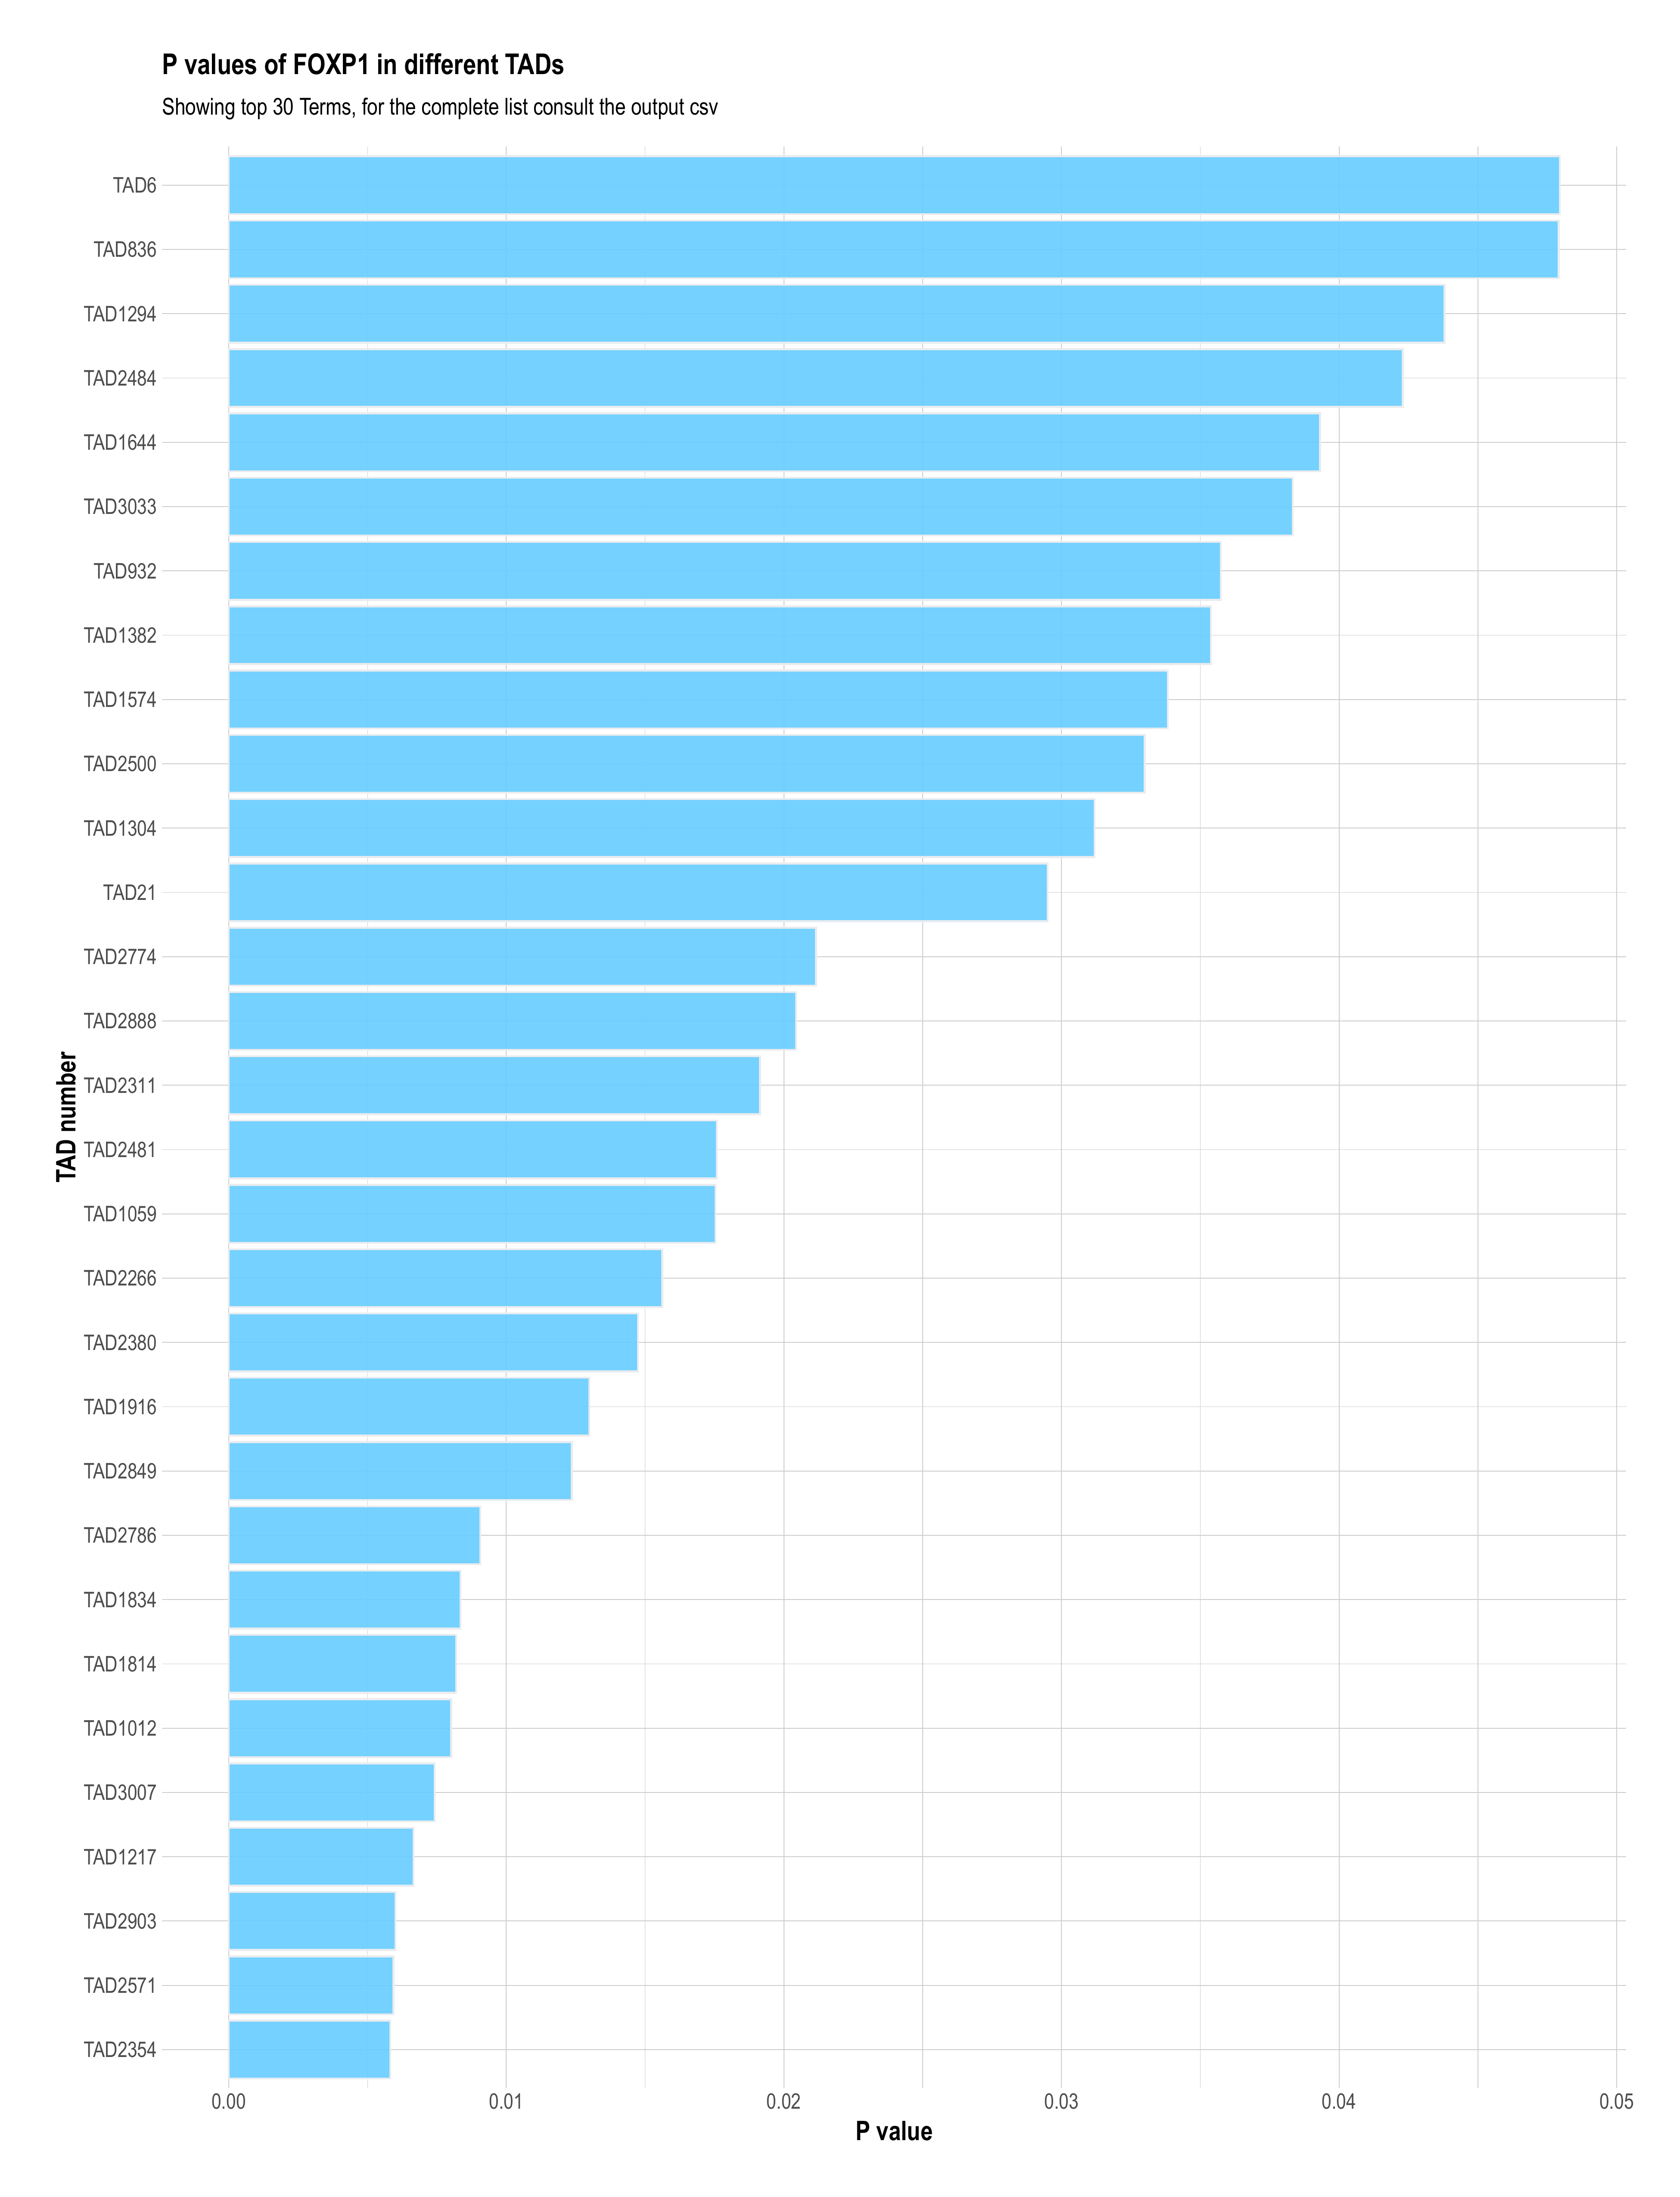 P values of FOXP1 in different TADs
Showing top 30 Terms, for the complete list consult the output csv
TAD6
TAD836
TAD1294
TAD2484
TAD1644
TAD3033
TAD932
TAD1382
TAD1574
TAD2500
TAD1304
TAD21
TAD2774
TAD2888
TAD2311
TAD2481
TAD1059
TAD2266
TAD2380
TAD1916
TAD2849
TAD2786
TAD1834
TAD1814
TAD1012
TAD3007
TAD1217
TAD2903
TAD2571
TAD2354
TAD number
0.00 0.01 0.02 0.03 0.04 0.05
P value